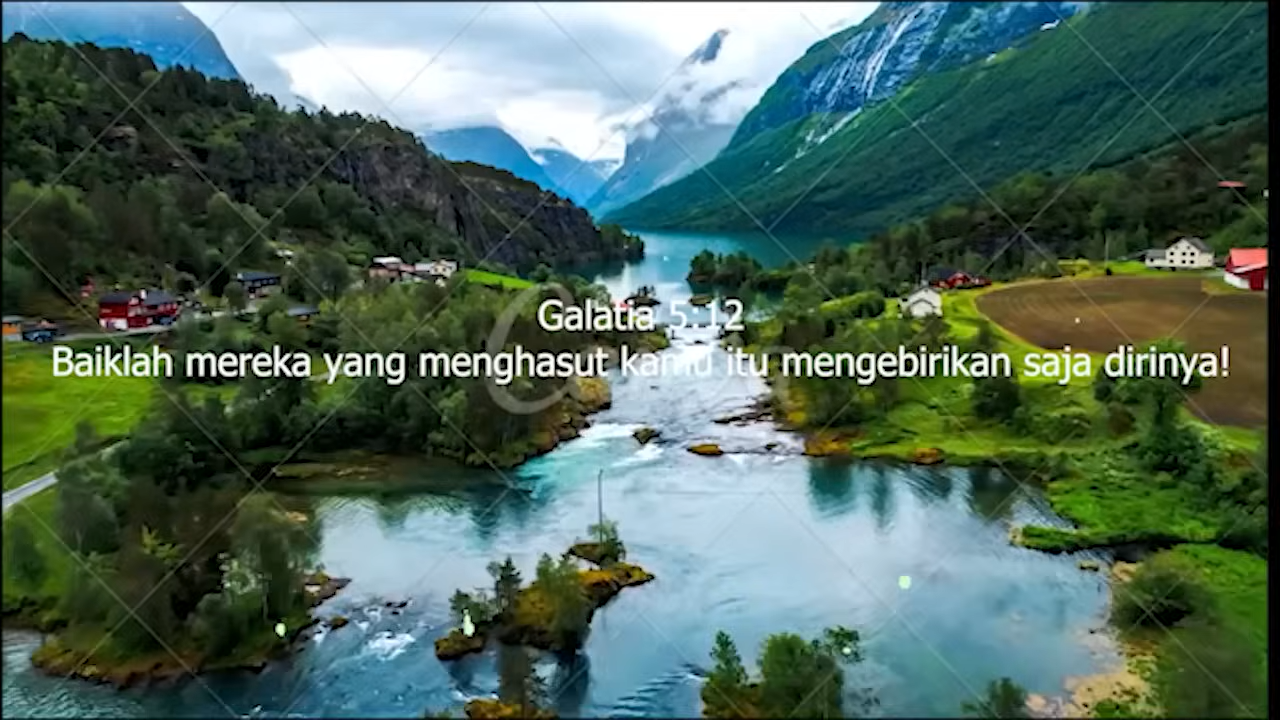 Galatia 5:12
Baiklah mereka yang menghasut kamu itu mengebirikan saja dirinya!